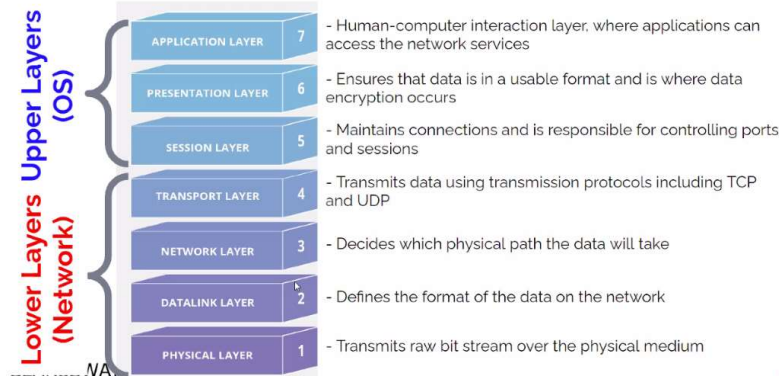 Upper Layers
(OS)
Lower Layers
(Network)
APPLICATION LAYER 7
- Human-computer interaction layer, where applications can
access the network services
PRESENTATION LAYER 6
- Ensures that data is in a usable format and is where data
encryption occurs
SESSION LAYER 5
- Maintains connections and is responsible for controlling ports
and sessions
TRANSPORT LAYER 4
- Transmits data using transmission protocols including TCP
and UDP
NETWORK LAYER 3
- Decides which physical path the data will take
DATALINK LAYER 2
- Defines the format of the data on the network
PHYSICAL LAYER 1
- Transmits raw bit stream over the physical medium